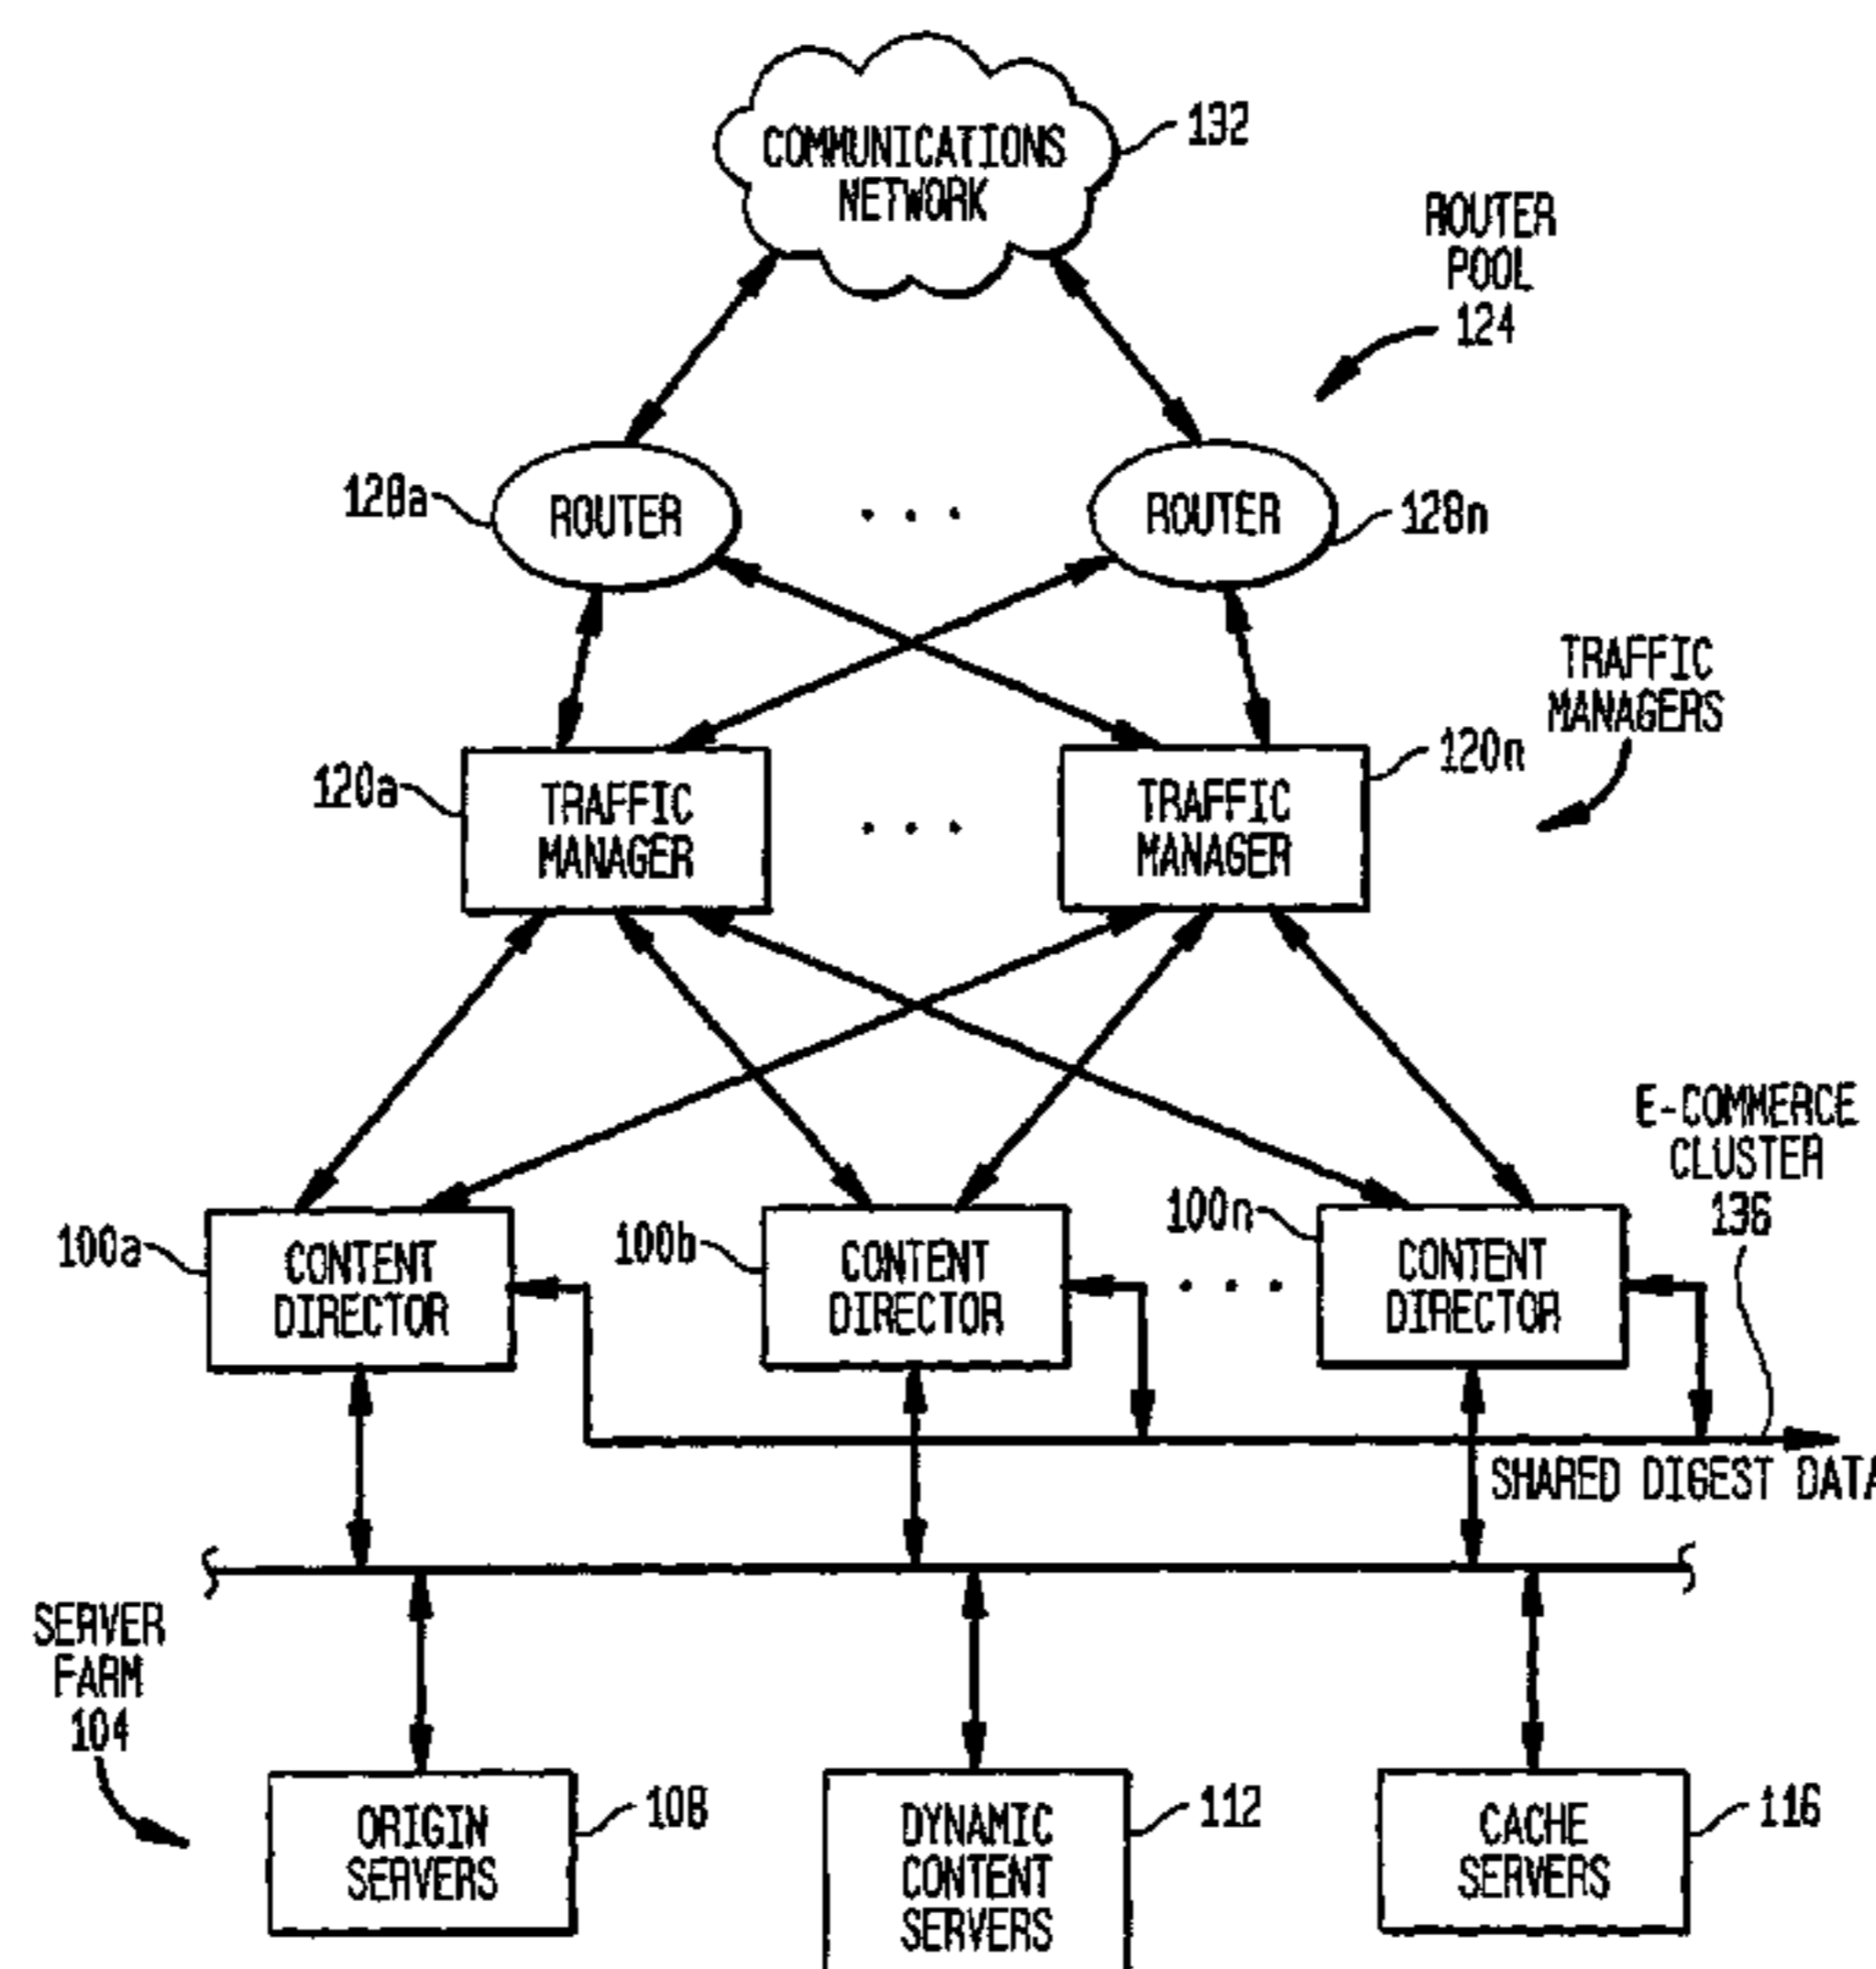 COMMUNICATIONS
NETWORK
132
ROUTER
POOL
124
128a
ROUTER
. . .
ROUTER
128n
TRAFFIC
MANAGERS
120a
TRAFFIC
MANAGER
. . .
TRAFFIC
MANAGER
120n
E-COMMERCE
CLUSTER
136
100a
CONTENT
DIRECTOR
100b
CONTENT
DIRECTOR
. . .
100n
CONTENT
DIRECTOR
SHARED DIGEST DATA
SERVER
FARM
104
ORIGIN
SERVERS
108
DYNAMIC
CONTENT
SERVERS
112
CACHE
SERVERS
116